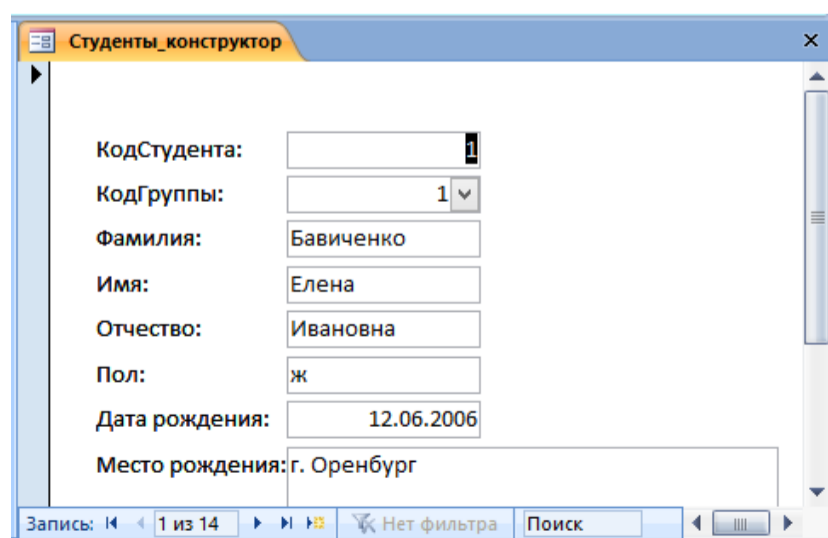 Студенты_конструктор
КодСтудента: 1
КодГруппы: 1
Фамилия: Бавиченко
Имя: Елена
Отчество: Ивановна
Пол: ж
Дата рождения: 12.06.2006
Место рождения: г. Оренбург
Запись: 1 из 14 Нет фильтра Поиск